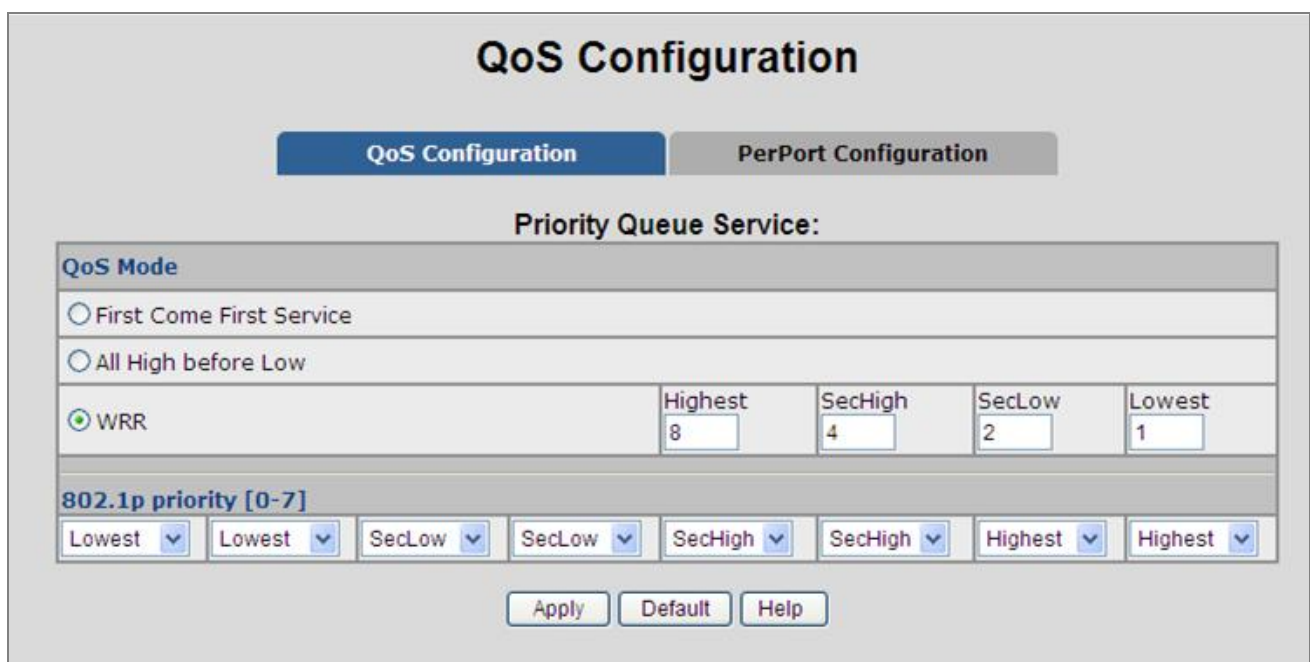 QoS Configuration
QoS Configuration PerPort Configuration
Priority Queue Service:
QoS Mode
First Come First Service
All High before Low
WRR Highest 8 SecHigh 4 SecLow 2 Lowest 1
802.1p priority [0-7]
Lowest Lowest SecLow SecLow SecHigh SecHigh Highest Highest
Apply Default Help